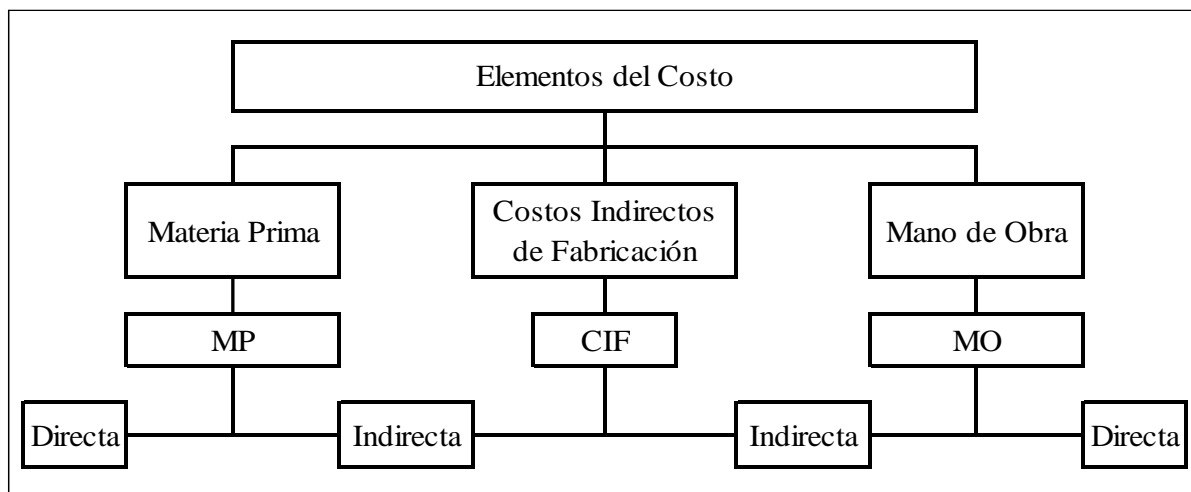 Elementos del Costo
Materia Prima
Costos Indirectos
de Fabricación
Mano de Obra
MP
CIF
MO
Directa
Indirecta
Indirecta
Directa